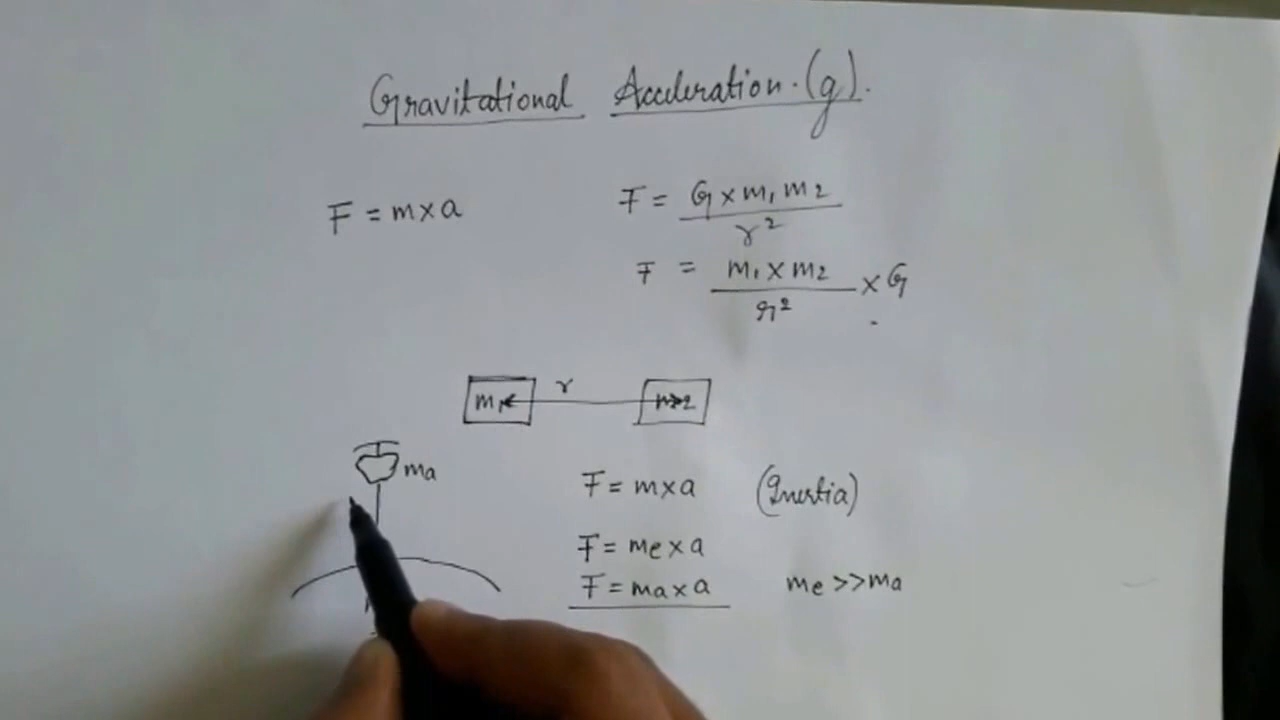 Gravitational Acceleration. (g).
F = m x a
F = G x m₁ m₂ / r²
F = m₁ x m₂ / r² x G
m₁ r m₂
ma
F = m x a (Inertia)
F = me x a
F = ma x a me >> ma